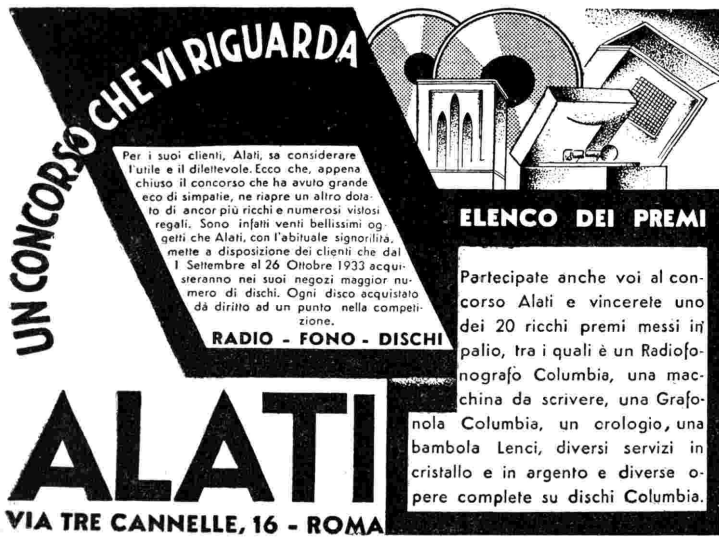 UN CONCORSO CHE VI RIGUARDA
Per i suoi clienti, Alati, sa considerare
l'utile e il dilettevole. Ecco che, appena
chiuso il concorso che ha avuto grande
eco di simpatie, ne riapre un altro dota-
to di ancor più ricchi e numerosi vistosi
regali. Sono infatti venti bellissimi og-
getti che Alati, con l'abituale signorilità,
mette a disposizione dei clienti che dal
1 Settembre al 26 Ottobre 1933 acqui-
steranno nei suoi negozi maggior nu-
mero di dischi. Ogni disco acquistato
dà diritto ad un punto nella competi-
zione.
RADIO - FONO - DISCHI
ELENCO DEI PREMI
Partecipate anche voi al con-
corso Alati e vincerete uno
dei 20 ricchi premi messi in
palio, tra i quali è un Radiofo-
nografo Columbia, una mac-
china da scrivere, una Grafo-
nola Columbia, un orologio, una
bambola Lenci, diversi servizi in
cristallo e in argento e diverse o-
pere complete su dischi Columbia.
ALATI
VIA TRE CANNELLE, 16 - ROMA